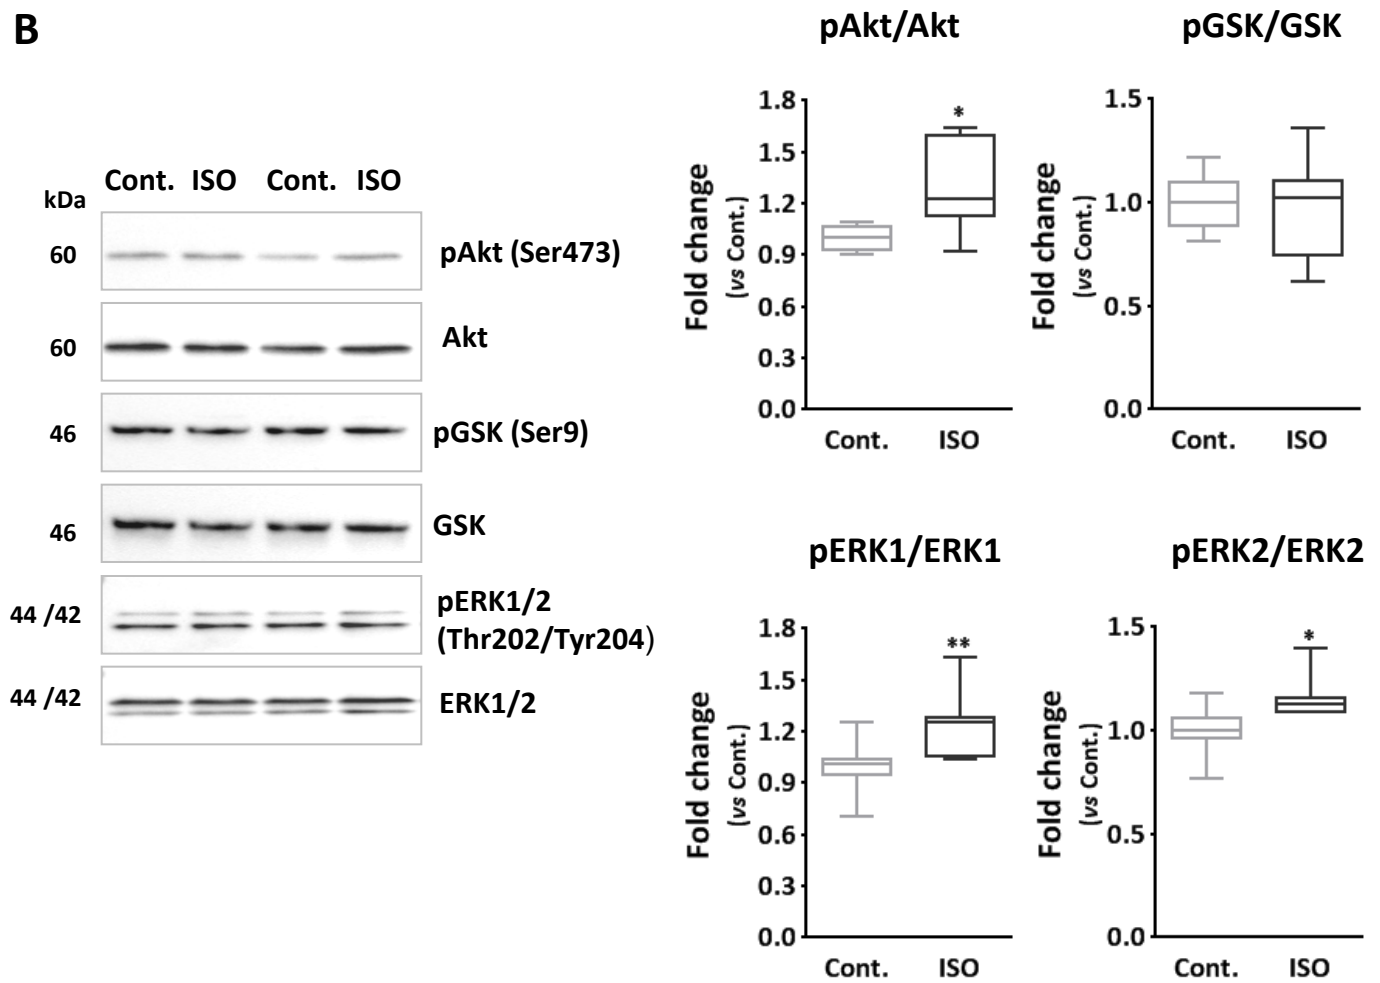 B
kDa
Cont. ISO Cont. ISO
60
pAkt (Ser473)
60
Akt
46
pGSK (Ser9)
46
GSK
44 /42
pERK1/2
(Thr202/Tyr204)
44 /42
ERK1/2
pAkt/Akt
Fold change
(vs Cont.)
1.8
1.5
1.2
0.9
0.6
0.3
0.0
*
Cont. ISO
pGSK/GSK
Fold change
(vs Cont.)
1.5
1.0
0.5
0.0
Cont. ISO
pERK1/ERK1
Fold change
(vs Cont.)
1.8
1.5
1.2
0.9
0.6
0.3
0.0
**
Cont. ISO
pERK2/ERK2
Fold change
(vs Cont.)
1.5
1.0
0.5
0.0
*
Cont. ISO